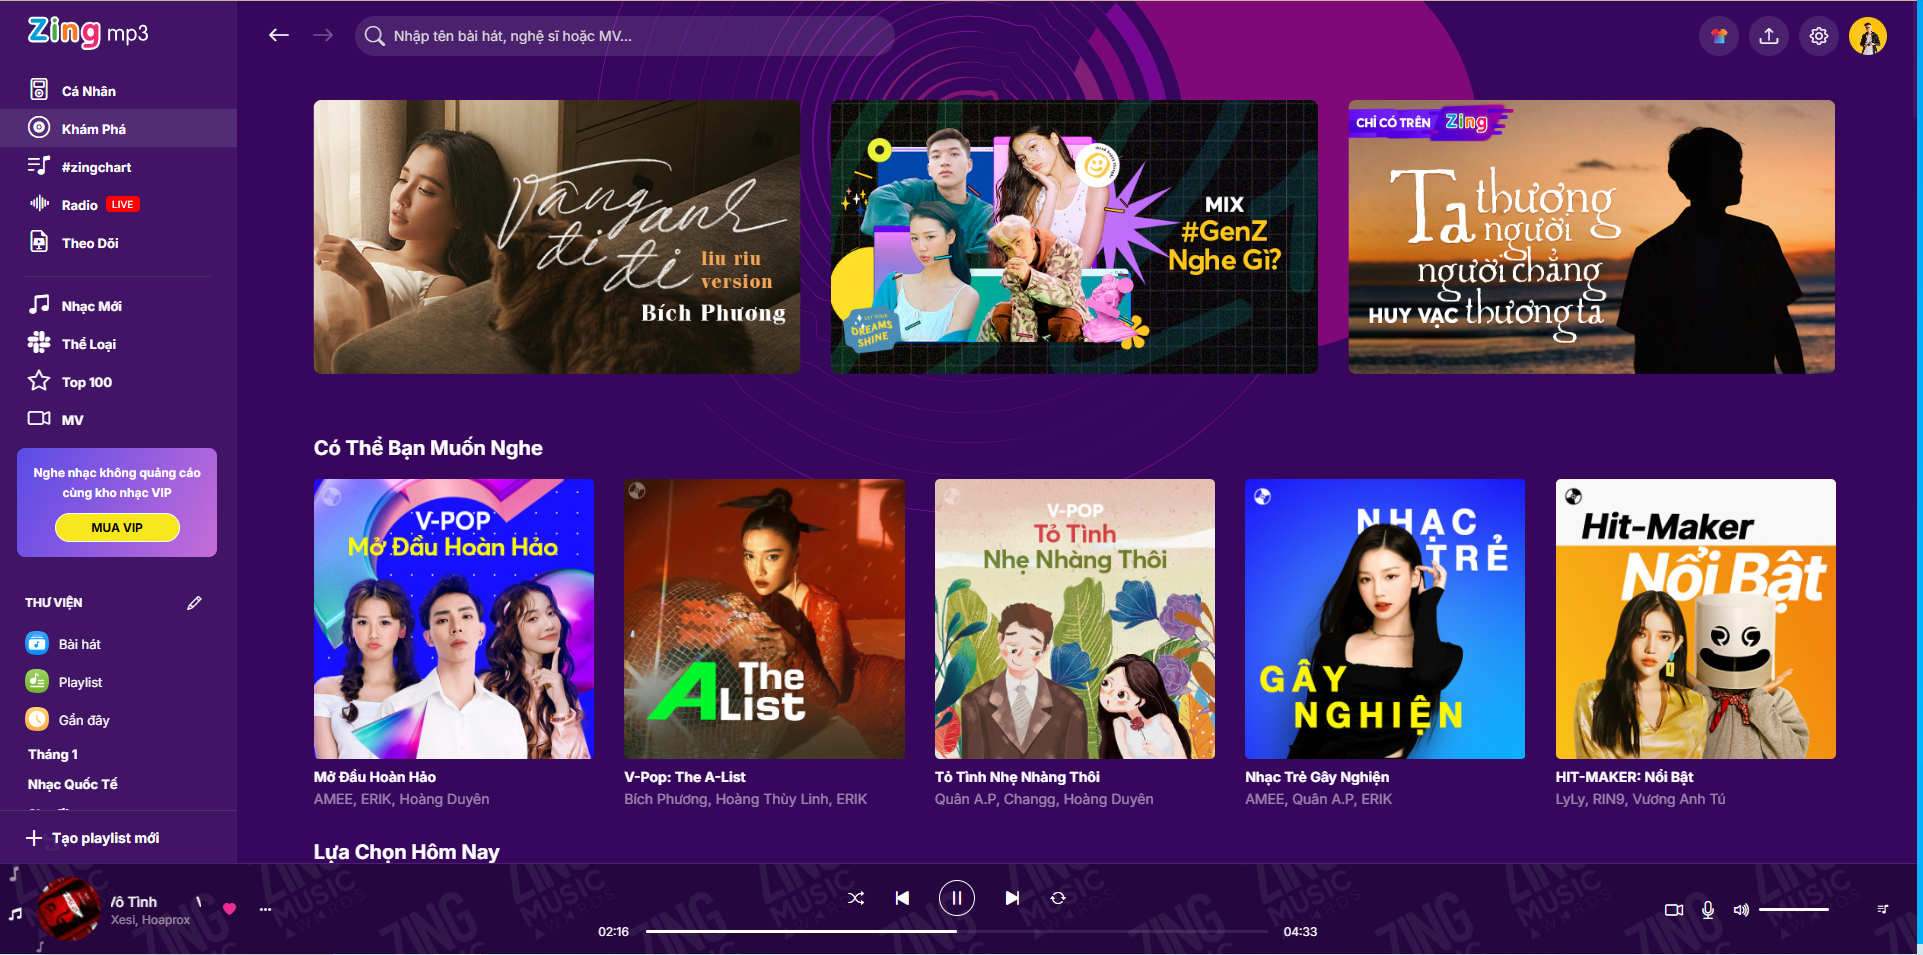 Zing mp3
Nhập tên bài hát, nghệ sĩ hoặc MV...
Cá Nhân
Khám Phá
#zingchart
Radio LIVE
Theo Dõi
Nhạc Mới
Thể Loại
Top 100
MV
Nghe nhạc không quảng cáo
cùng kho nhạc VIP
MUA VIP
THƯ VIỆN
Bài hát
Playlist
Gần đây
Tháng 1
Nhạc Quốc Tế
Tạo playlist mới
Vâng anh
đi đi
liu riu
version
Bích Phương
MIX
#GenZ
Nghe Gì?
DREAMS
SHINE
CHỈ CÓ TRÊN Zing
Ta thương
người
người chẳng
HUY VẠC thương ta
Có Thể Bạn Muốn Nghe
V-POP
Mở Đầu Hoàn Hảo
The
A List
V-POP
Tỏ Tình
Nhẹ Nhàng Thôi
NHẠC
TRẺ
GÂY
NGHIỆN
Hit-Maker
Nổi Bật
Mở Đầu Hoàn Hảo
AMEE, ERIK, Hoàng Duyên
V-Pop: The A-List
Bích Phương, Hoàng Thùy Linh, ERIK
Tỏ Tình Nhẹ Nhàng Thôi
Quân A.P, Changg, Hoàng Duyên
Nhạc Trẻ Gây Nghiện
AMEE, Quân A.P, ERIK
HIT-MAKER: Nổi Bật
LyLy, RIN9, Vương Anh Tú
Lựa Chọn Hôm Nay
Vô Tình
Xesi, Hoaprox
02:16
04:33
ZING
MUSIC
AWARDS